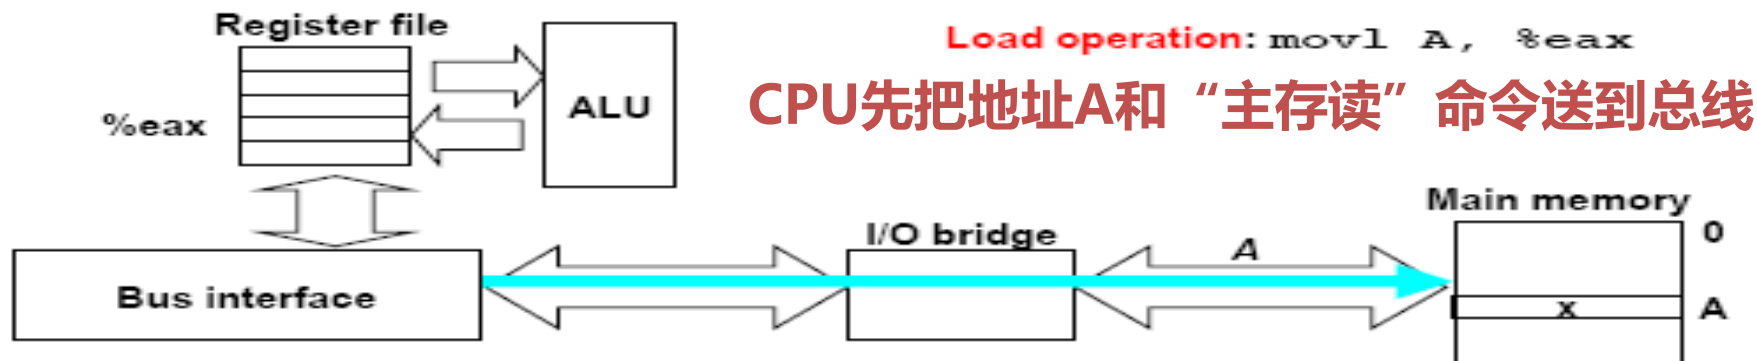 Register file
Load operation: movl A, %eax
CPU先把地址A和“主存读”命令送到总线
ALU
%eax
Main memory
I/O bridge
0
A
Bus interface
x
A